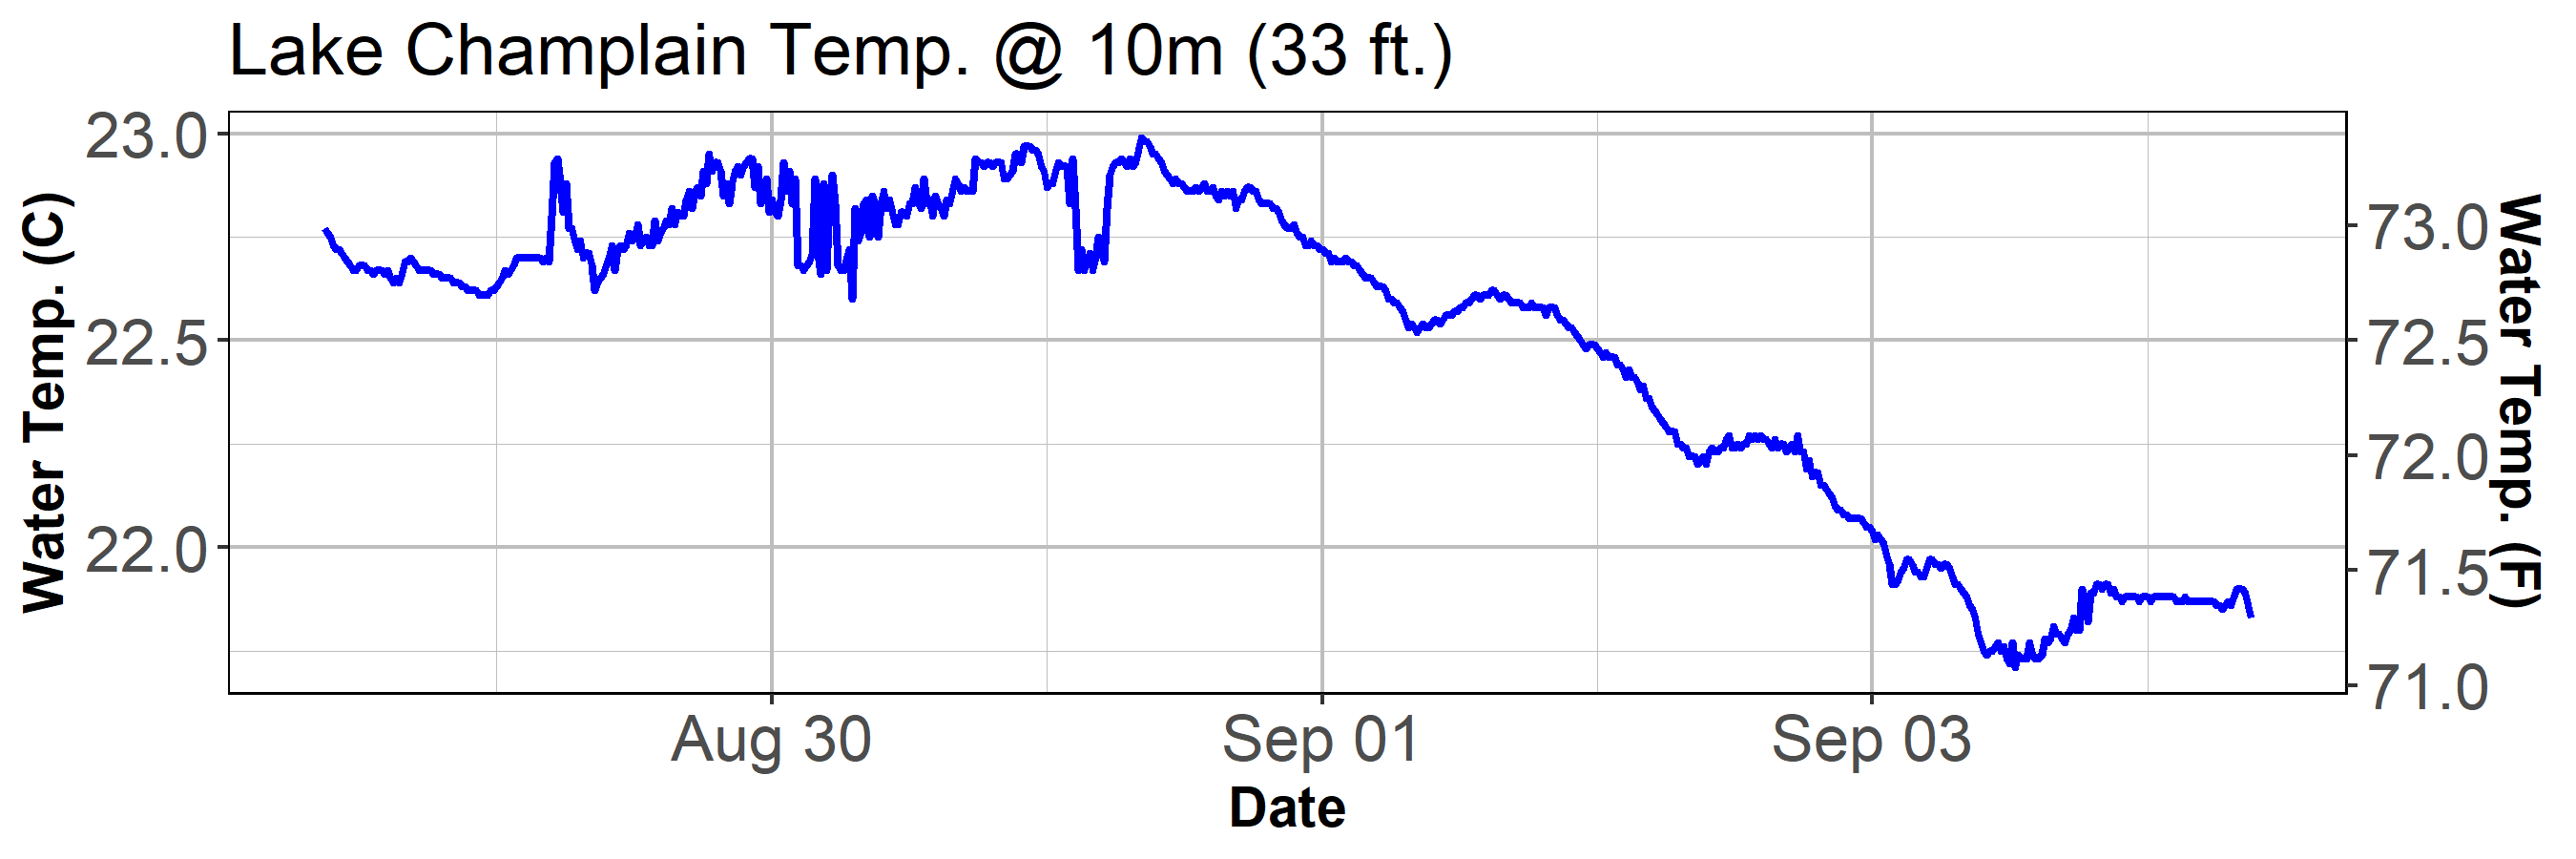 Lake Champlain Temp. @ 10m (33 ft.)
Water Temp. (C)
23.0
22.5
22.0
73.0
72.5
72.0
71.5
71.0
Water Temp. (F)
Aug 30
Sep 01
Sep 03
Date